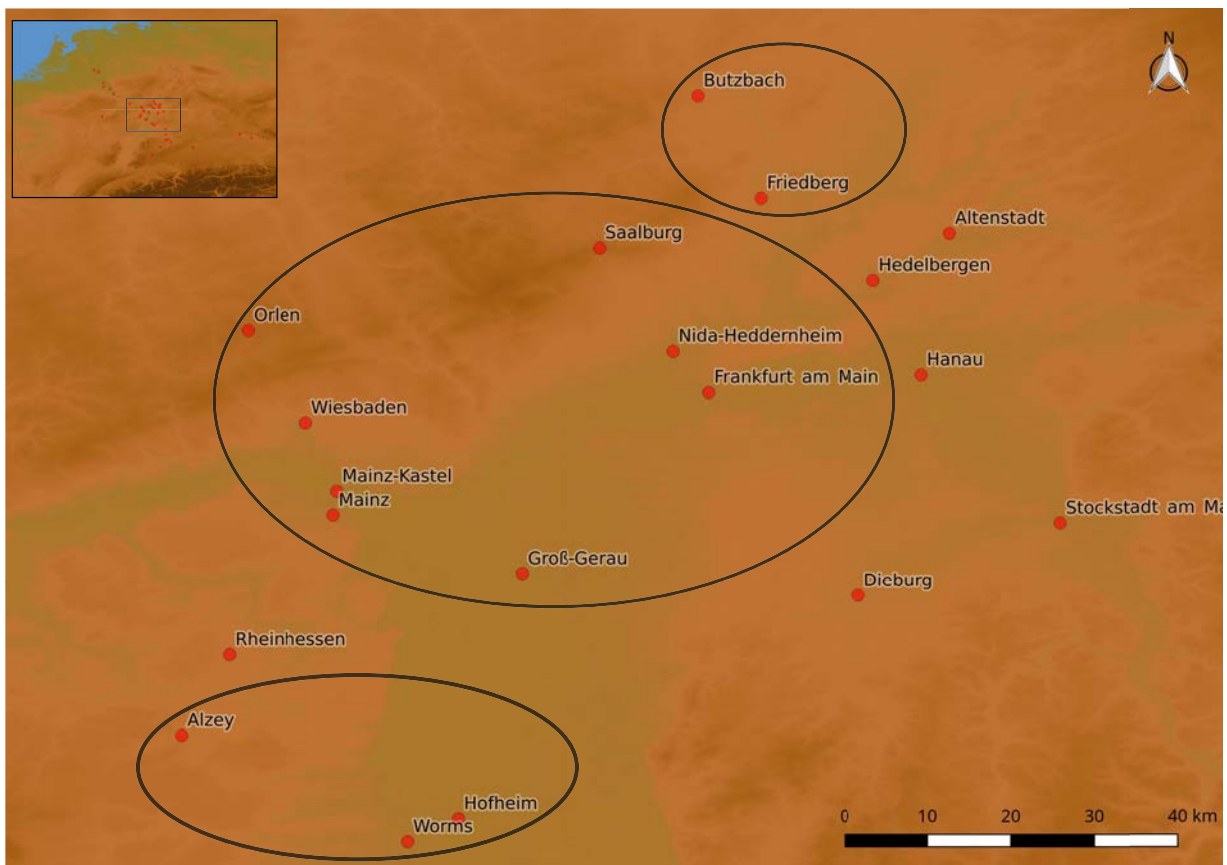 N
Butzbach
Friedberg
Altenstadt
Saalburg
Hedelbergen
Orlen
Nida-Heddernheim
Hanau
Frankfurt am Main
Wiesbaden
Mainz-Kastel
Mainz
Stockstadt am Ma
Groß-Gerau
Dieburg
Rheinhessen
Alzey
Hofheim
Worms
0 10 20 30 40 km